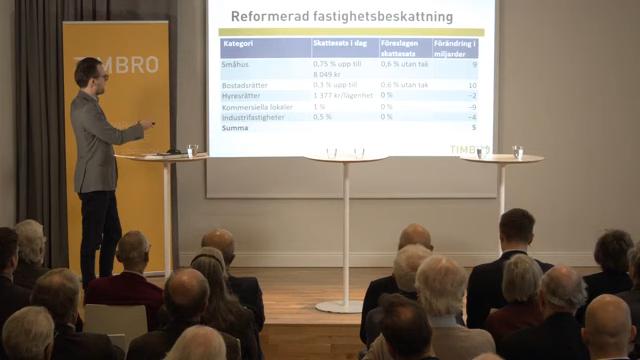 TIMBRO
Reformerad fastighetsbeskattning
Kategori Skattesats i dag Föreslagen skattesats Förändring i miljarder
Småhus 0,75 % upp till 8 049 kr 0,6 % utan tak 9
Bostadsrätter 0,3 % upp till 0,6 % utan tak 10
Hyresrätter 1 377 kr/lägenhet 0 % −2
Kommersiella lokaler 1 % 0 % −9
Industrifastigheter 0,5 % 0 % −4
Summa 5
TIMBRO